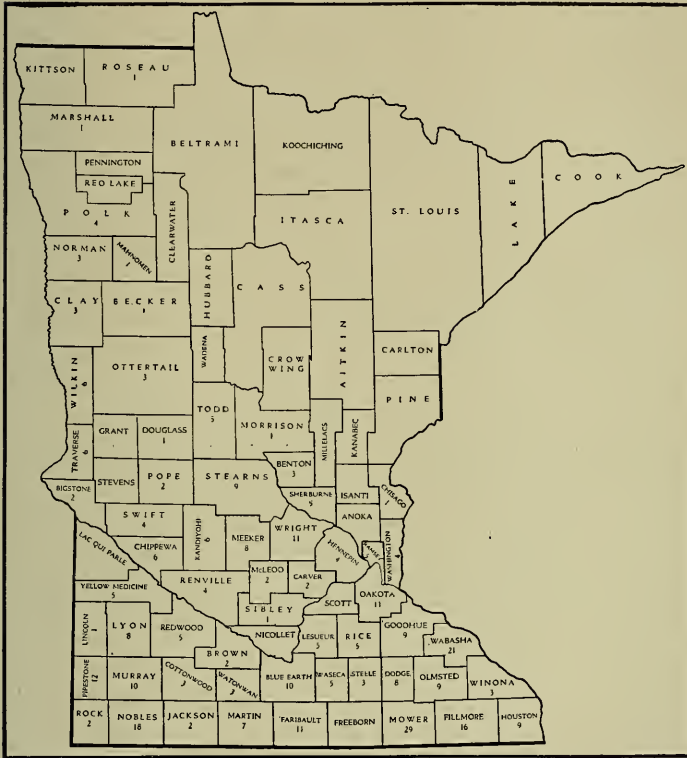 KITTSON
ROSEAU
1
MARSHALL
1
BELTRAMI
KOOCHICHING
PENNINGTON
RED LAKE
POLK
4
CLEARWATER
ITASCA
ST. LOUIS
LAKE
COOK
NORMAN
3
MAHNOMEN
1
HUBBARD
CASS
CLAY
3
BECKER
1
WADENA
CROW
WING
AITKIN
CARLTON
WILKIN
6
OTTERTAIL
3
TODD
MORRISON
1
PINE
MILLELACS
KANABEC
TRAVERSE
6
GRANT
DOUGLASS
1
BENTON
3
BIGSTONE
2
STEVENS
POPE
2
STEARNS
9
SHERBURNE
5
ISANTI
CHISAGO
1
SWIFT
4
KANDIYOHI
6
MEEKER
8
WRIGHT
11
ANOKA
HENNEPIN
4
RAMSEY
5
WASHINGTON
4
LAC QUI PARLE
CHIPPEWA
6
RENVILLE
4
McLEOD
2
CARVER
2
YELLOW MEDICINE
5
SIBLEY
1
SCOTT
DAKOTA
11
LINCOLN
1
LYON
8
REDWOOD
5
NICOLLET
LESUEUR
5
RICE
5
GOODHUE
9
WABASHA
21
BROWN
2
PIPESTONE
12
MURRAY
10
COTTONWOOD
3
WATONWAN
3
BLUE EARTH
10
WASECA
5
STELLE
3
DODGE
8
OLMSTED
9
WINONA
3
ROCK
2
NOBLES
18
JACKSON
2
MARTIN
7
FARIBAULT
11
FREEBORN
MOWER
29
FILLMORE
16
HOUSTON
9